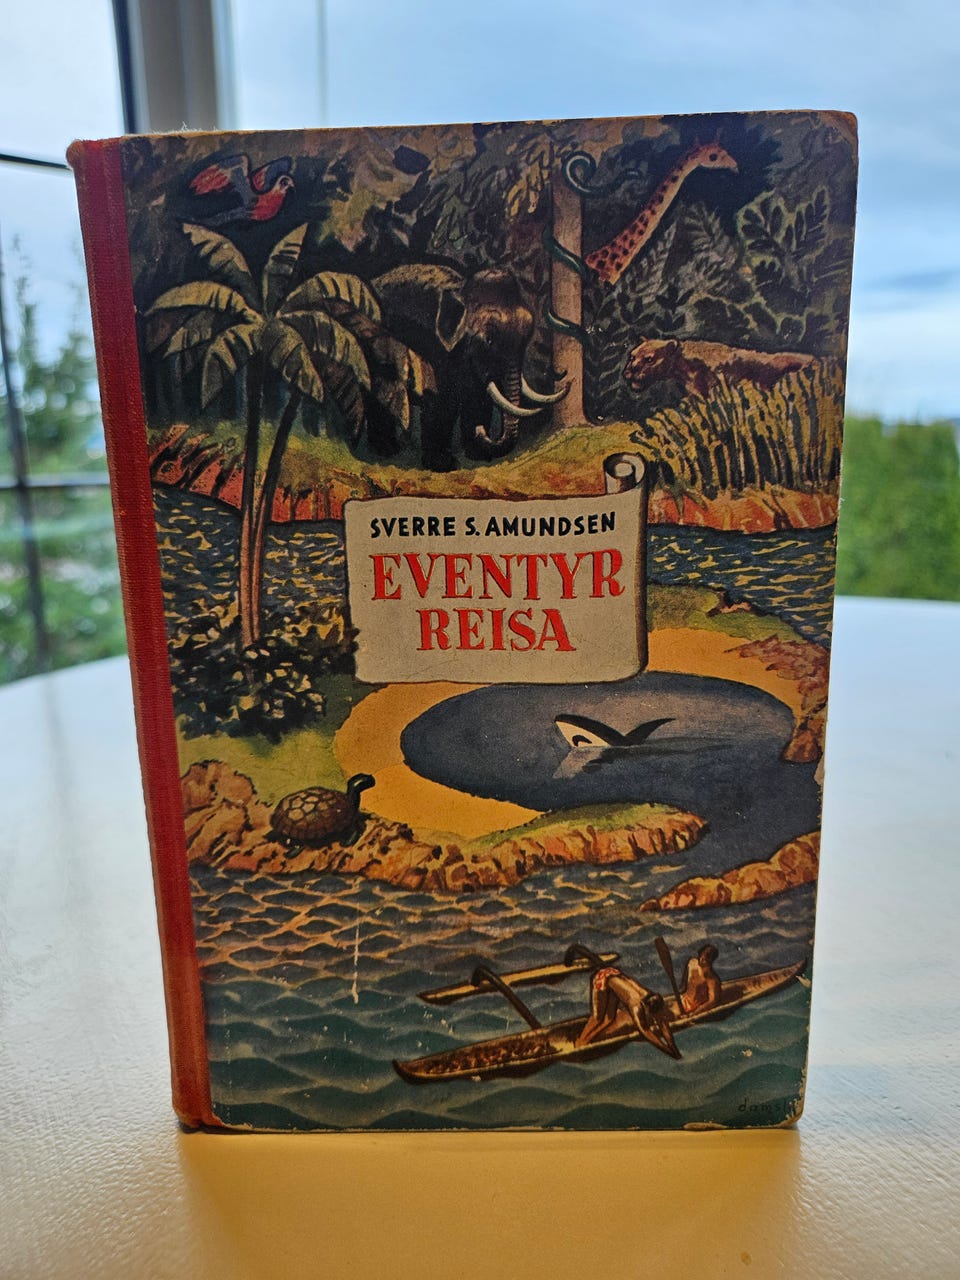 SVERRE S. AMUNDSEN
EVENTYR
REISA